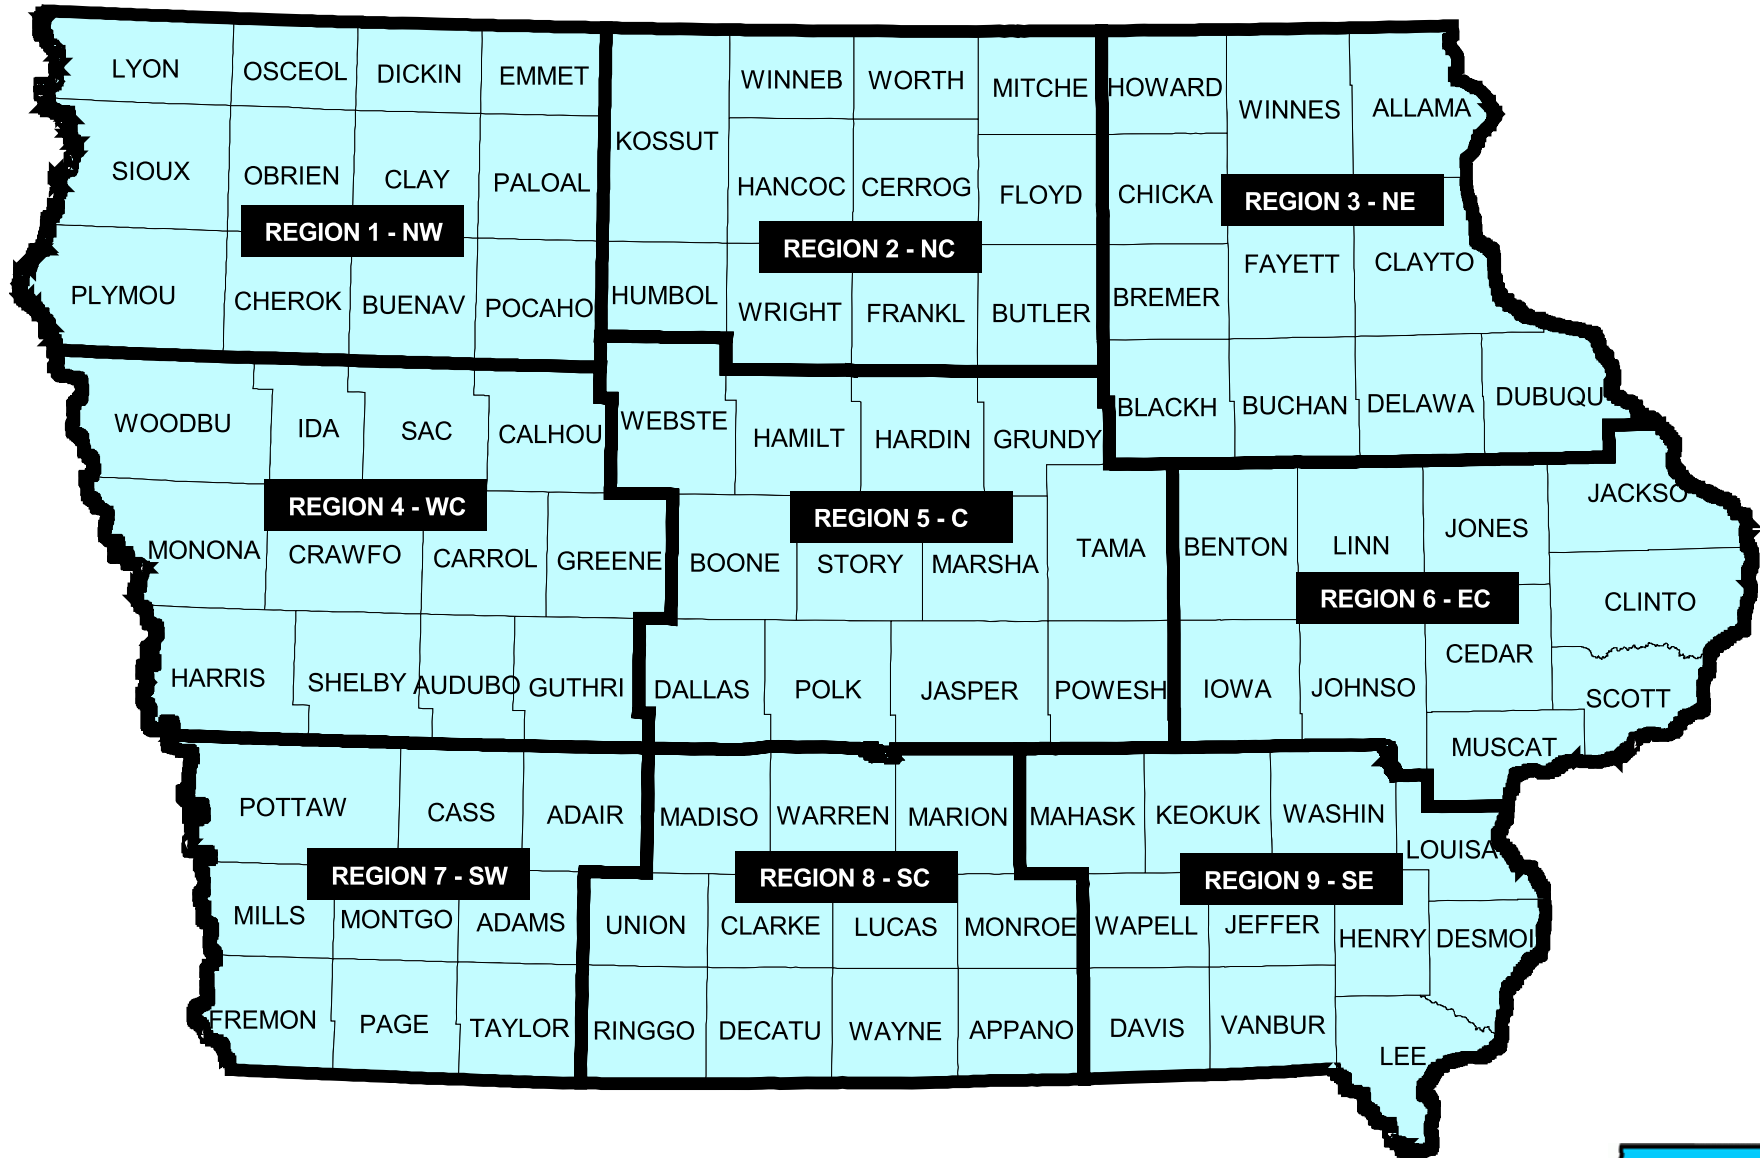 LYON OSCEOL DICKIN EMMET
WINNEB WORTH MITCHE HOWARD
WINNES ALLAMA
KOSSUT
SIOUX OBRIEN CLAY PALOAL
HANCOC CERROG FLOYD CHICKA
REGION 1 - NW
REGION 2 - NC
REGION 3 - NE
FAYETT CLAYTO
PLYMOU CHEROK BUENAV POCAHO
HUMBOL WRIGHT FRANKL BUTLER BREMER
WOODBU IDA SAC CALHOU
WEBSTE HAMILT HARDIN GRUNDY
BLACKH BUCHAN DELAWA DUBUQU
REGION 4 - WC
REGION 5 - C
JACKSO
MONONA CRAWFO CARROL GREENE
BOONE STORY MARSHA TAMA
BENTON LINN JONES
REGION 6 - EC
CLINTO
HARRIS SHELBY AUDUBO GUTHRI
DALLAS POLK JASPER POWESH
IOWA JOHNSO CEDAR SCOTT
MUSCAT
POTTAW CASS ADAIR
MADISO WARREN MARION
MAHASK KEOKUK WASHIN
LOUISA
REGION 7 - SW
REGION 8 - SC
REGION 9 - SE
MILLS MONTGO ADAMS
UNION CLARKE LUCAS MONROE
WAPELL JEFFER HENRY DESMOI
FREMON PAGE TAYLOR
RINGGO DECATU WAYNE APPANO
DAVIS VANBUR
LEE